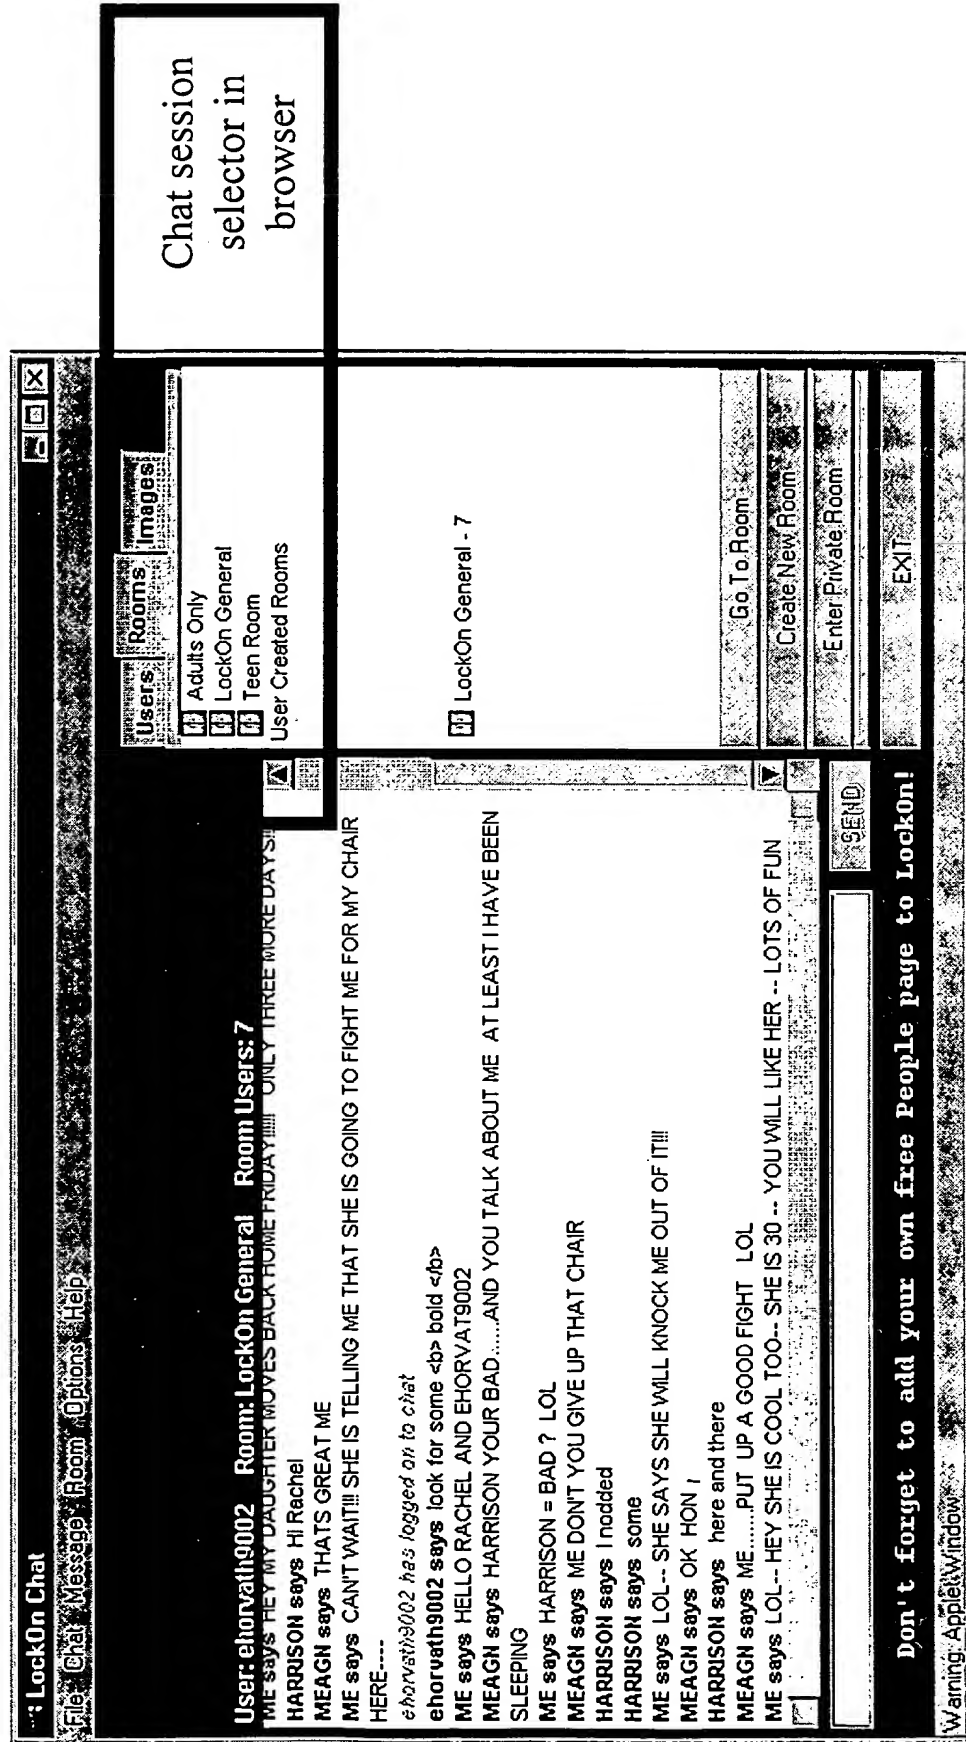 LockOn Chat
File Chat Message Room Options Help
User: ehorvath9002 Room: LockOn General Room Users: 7
ME says HEY MY DAUGHTER MOVES BACK HOME FRIDAY!!!!! ONLY THREE MORE DAYS!!!
HARRISON says HI Rachel
MEAGN says THATS GREAT ME
ME says CAN'T WAIT!!! SHE IS TELLING ME THAT SHE IS GOING TO FIGHT ME FOR MY CHAIR
HERE----
ehorvath9002 has logged on to chat
ehorvath9002 says look for some <b> bold </b>
ME says HELLO RACHEL AND EHORVAT9002
MEAGN says HARRISON YOUR BAD......AND YOU TALK ABOUT ME AT LEAST I HAVE BEEN
SLEEPING
ME says HARRISON = BAD ? LOL
MEAGN says ME DON'T YOU GIVE UP THAT CHAIR
HARRISON says I nodded
HARRISON says some
ME says LOL-- SHE SAYS SHE WILL KNOCK ME OUT OF IT!!!
MEAGN says OK HON
HARRISON says here and there
MEAGN says ME.......PUT UP A GOOD FIGHT LOL
ME says LOL-- HEY SHE IS COOL TOO-- SHE IS 30 -- YOU WILL LIKE HER -- LOTS OF FUN
SEND
Don't forget to add your own free People page to LockOn!
Warning: Applet Window
Users Rooms Images
Adults Only
LockOn General
Teen Room
User Created Rooms
LockOn General - 7
Go To Room
Create New Room
Enter Private Room
EXIT
Chat session
selector in
browser